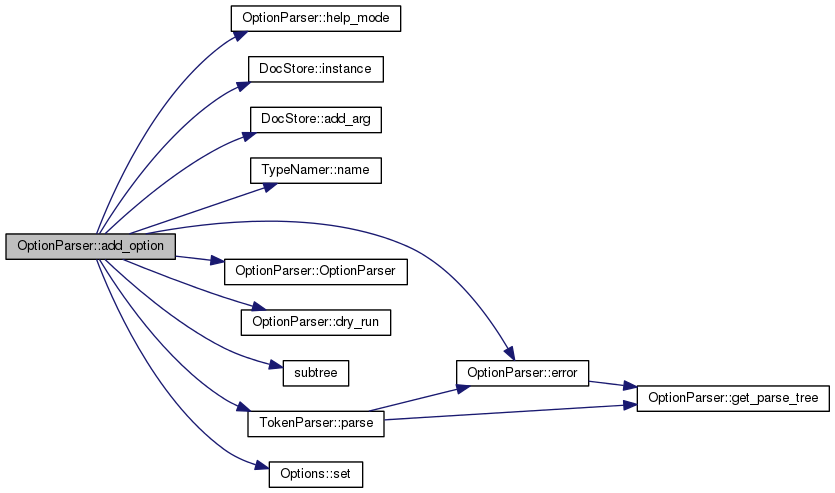 OptionParser::help_mode
DocStore::instance
DocStore::add_arg
TypeNamer::name
OptionParser::add_option
OptionParser::OptionParser
OptionParser::dry_run
subtree
OptionParser::error
OptionParser::get_parse_tree
TokenParser::parse
Options::set